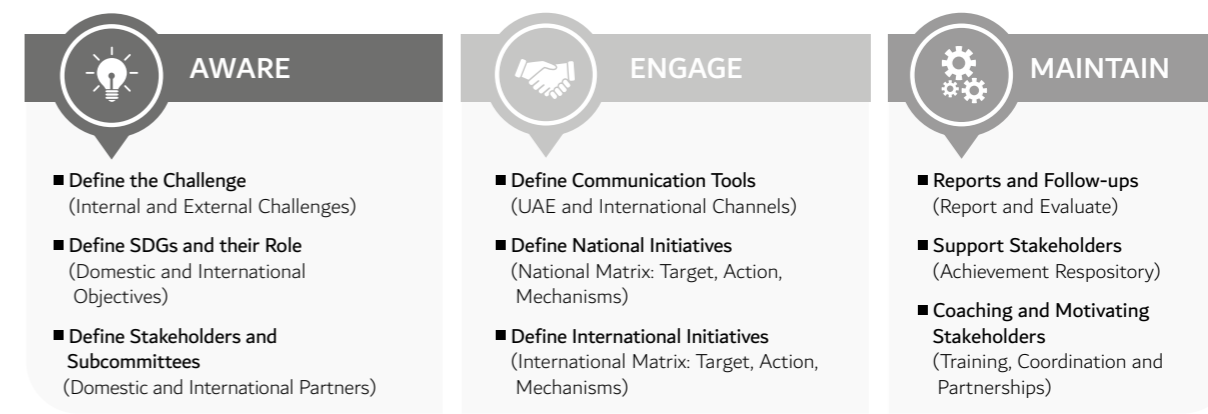 AWARE
■ Define the Challenge
(Internal and External Challenges)
■ Define SDGs and their Role
(Domestic and International
Objectives)
■ Define Stakeholders and
Subcommittees
(Domestic and International Partners)
ENGAGE
■ Define Communication Tools
(UAE and International Channels)
■ Define National Initiatives
(National Matrix: Target, Action,
Mechanisms)
■ Define International Initiatives
(International Matrix: Target, Action,
Mechanisms)
MAINTAIN
■ Reports and Follow-ups
(Report and Evaluate)
■ Support Stakeholders
(Achievement Respository)
■ Coaching and Motivating
Stakeholders
(Training, Coordination and
Partnerships)